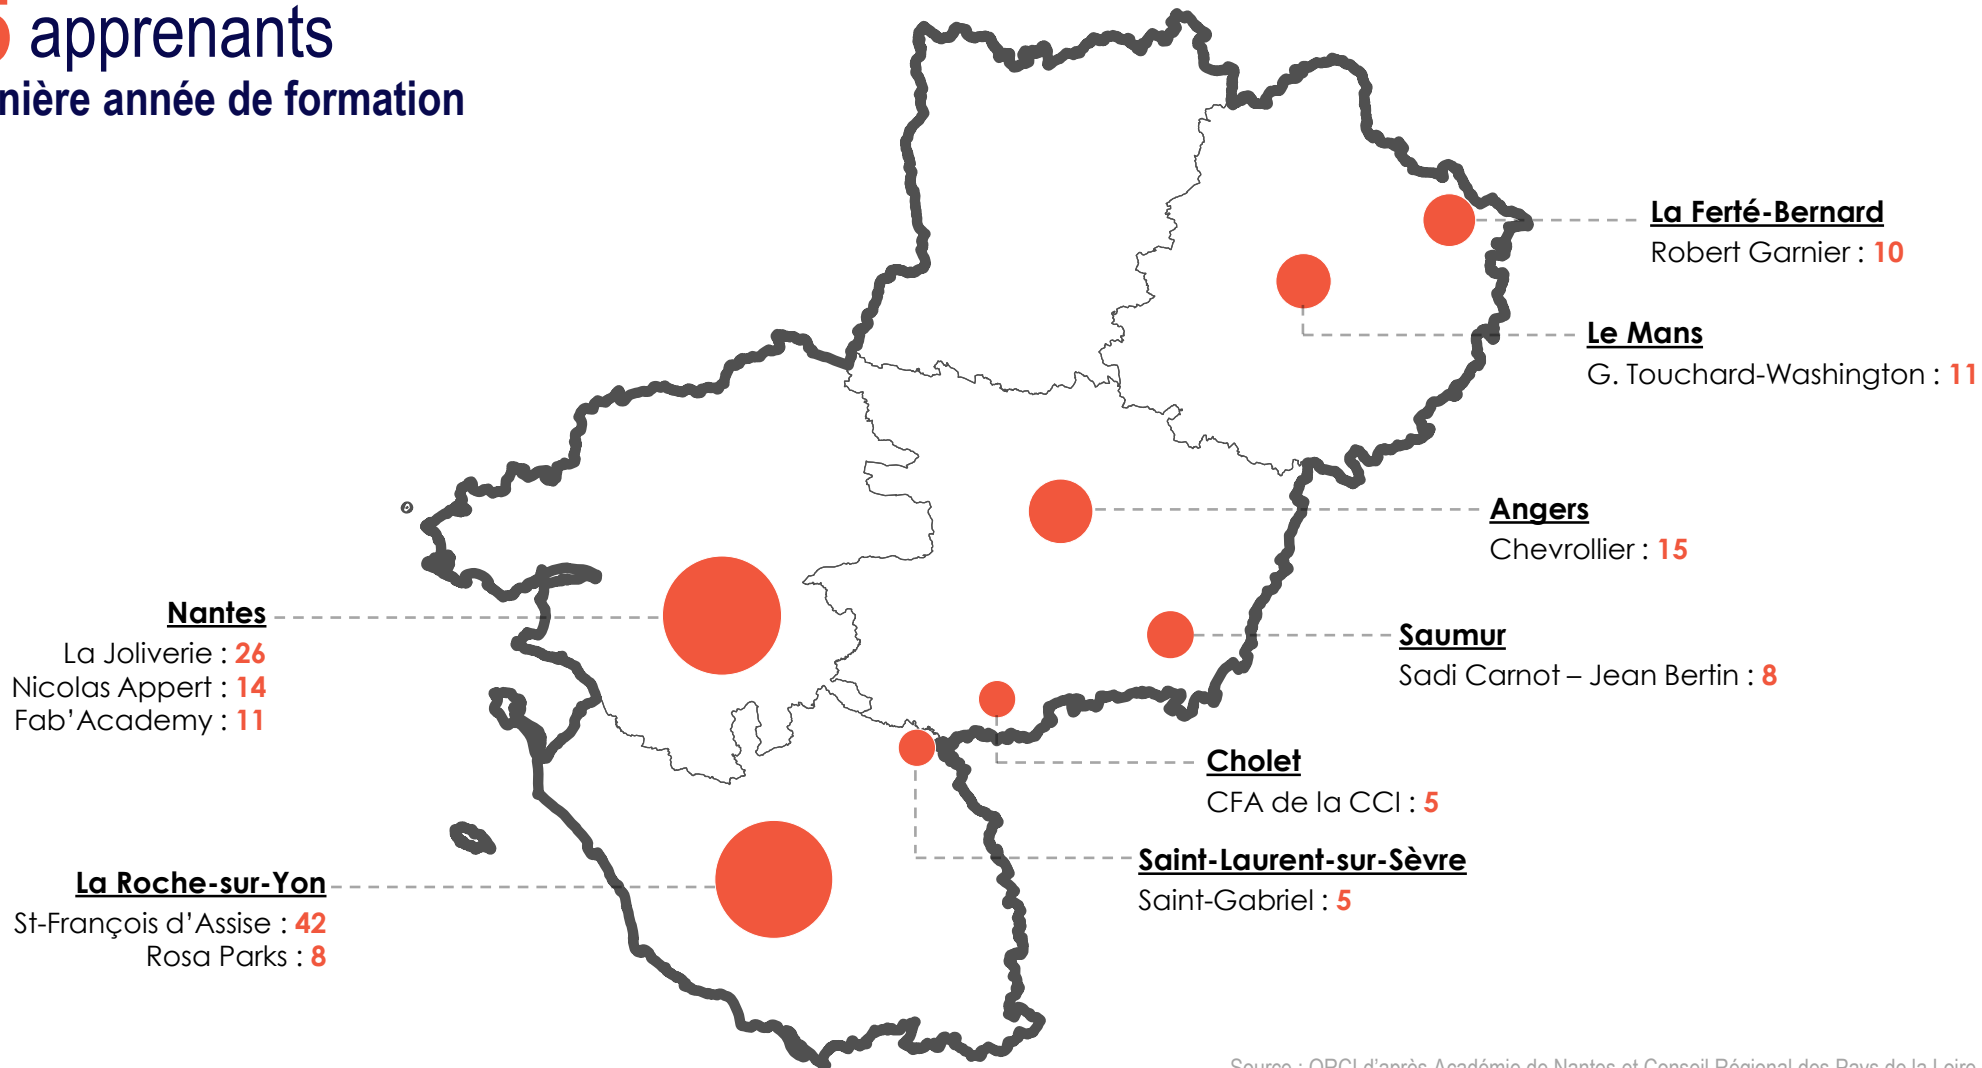 5 apprenants
nière année de formation
La Ferté-Bernard
Robert Garnier : 10
Le Mans
G. Touchard-Washington : 11
Angers
Chevrollier : 15
Nantes
La Joliverie : 26
Nicolas Appert : 14
Fab’Academy : 11
Saumur
Sadi Carnot – Jean Bertin : 8
Cholet
CFA de la CCI : 5
Saint-Laurent-sur-Sèvre
Saint-Gabriel : 5
La Roche-sur-Yon
St-François d’Assise : 42
Rosa Parks : 8
Source : ORCI d’après Académie de Nantes et Conseil Régional des Pays de la Loire